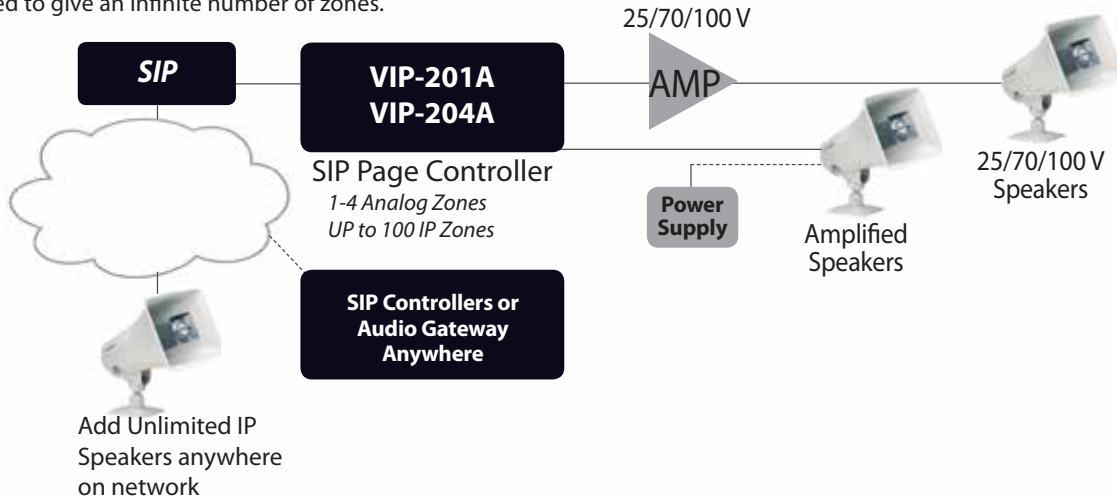 ed to give an infinite number of zones.
25/70/100 V
SIP
VIP-201A
VIP-204A
AMP
SIP Page Controller
1-4 Analog Zones
UP to 100 IP Zones
Power
Supply
Amplified
Speakers
25/70/100 V
Speakers
SIP Controllers or
Audio Gateway
Anywhere
Add Unlimited IP
Speakers anywhere
on network